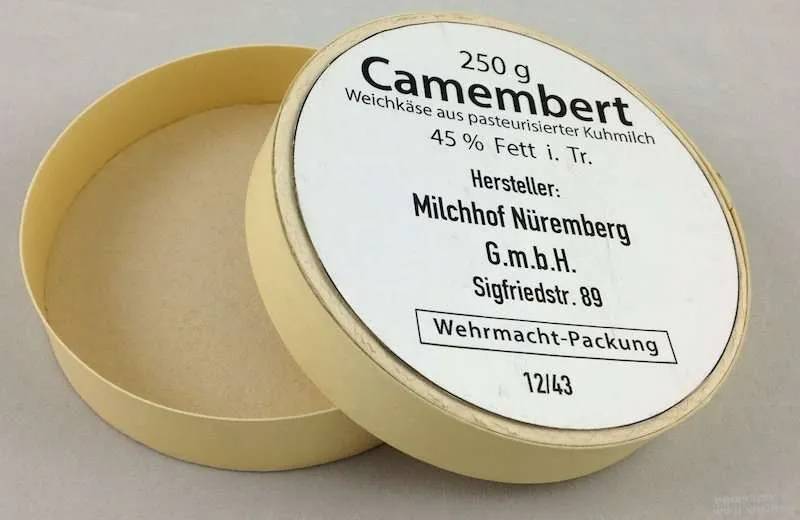 250 g
Camembert
Weichkäse aus pasteurisierter Kuhmilch
45 % Fett i. Tr.
Hersteller:
Milchhof Nüremberg
G.m.b.H.
Sigfriedstr. 89
Wehrmacht-Packung
12/43